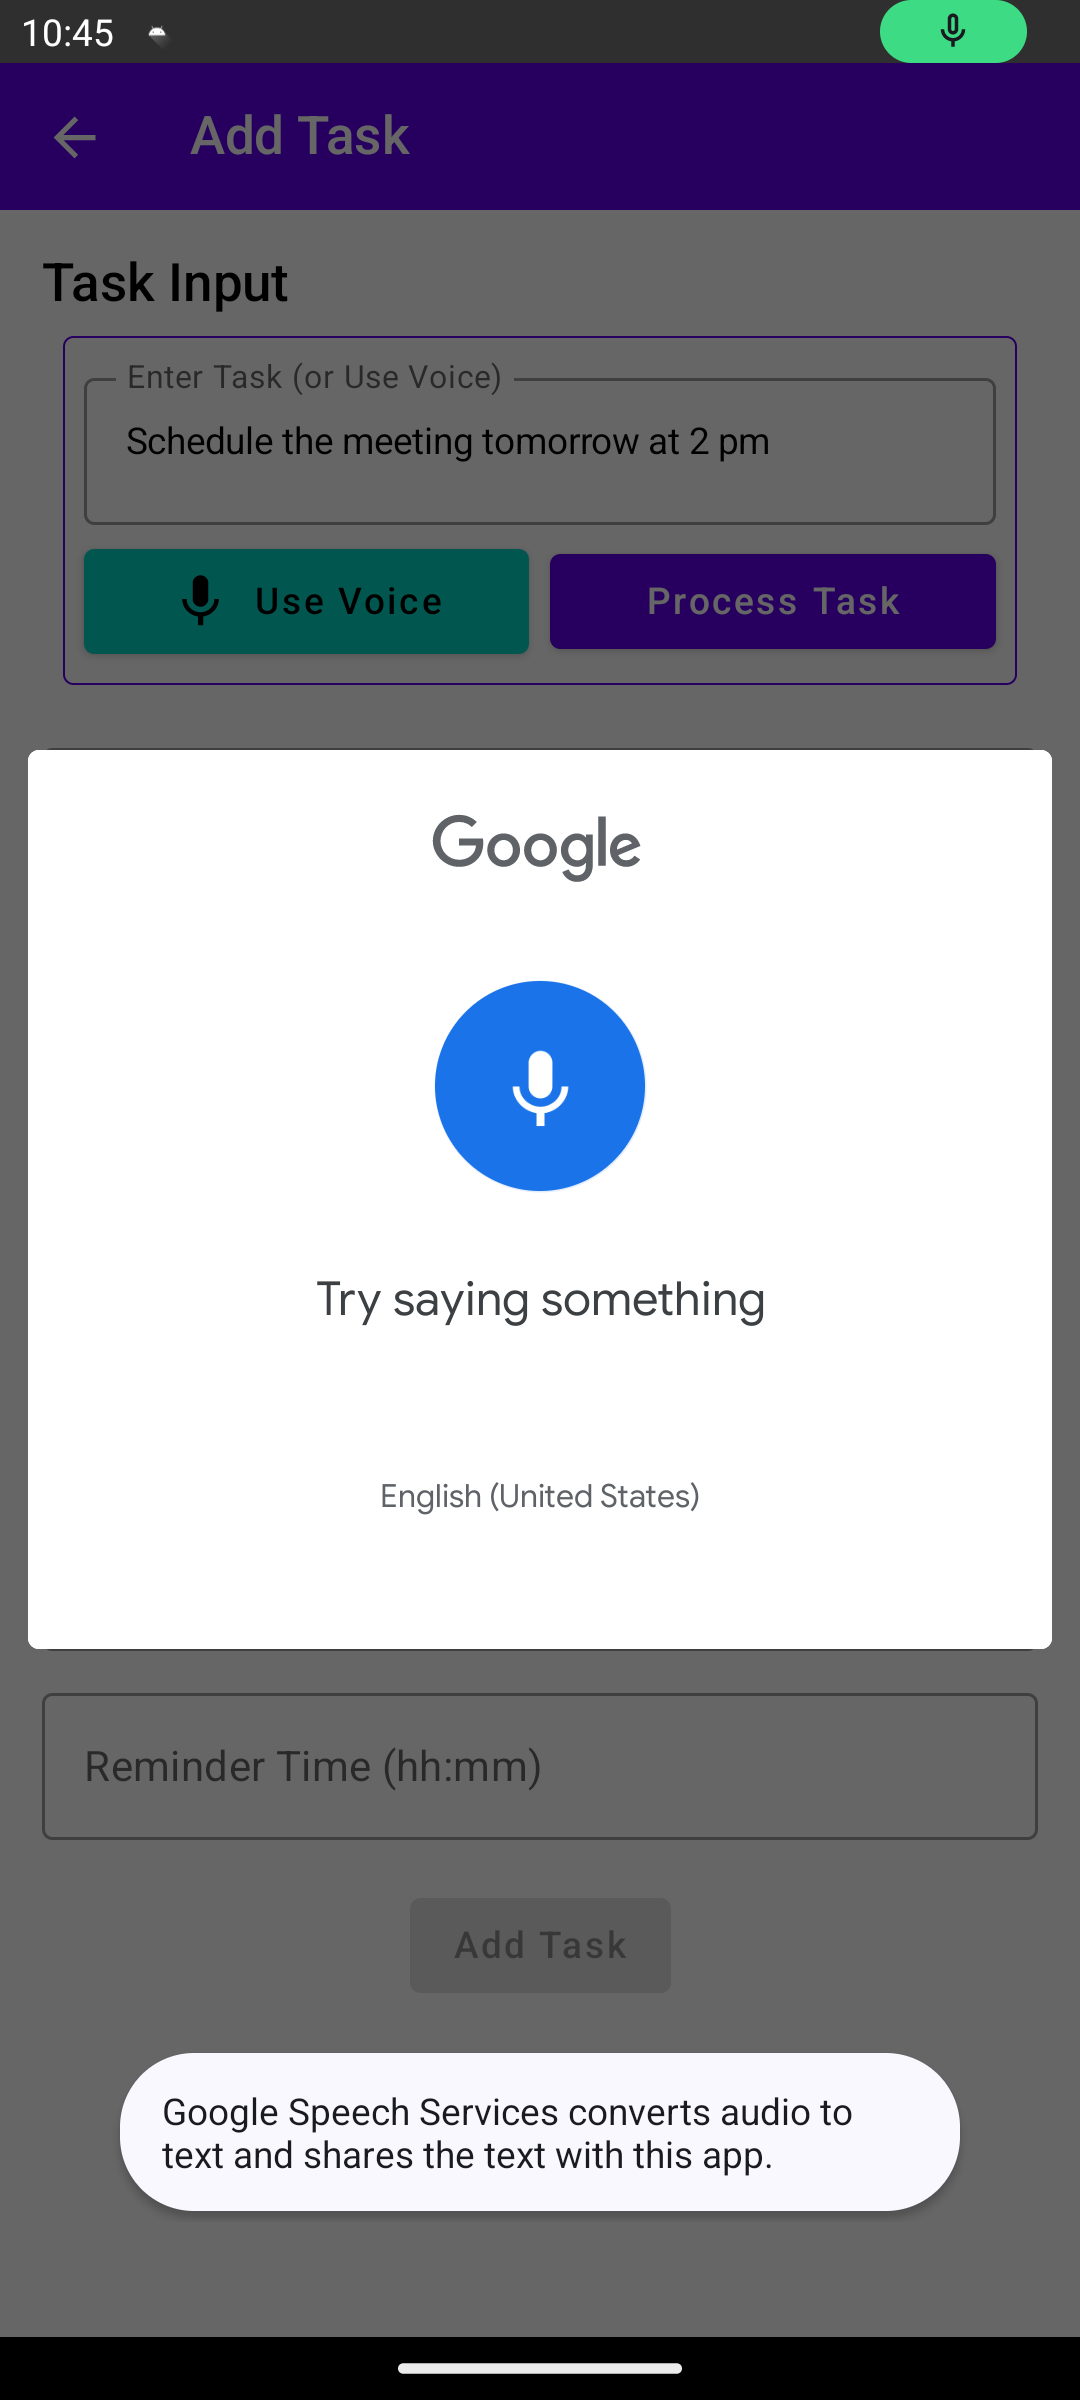 10:45
Add Task
Task Input
Enter Task (or Use Voice)
Schedule the meeting tomorrow at 2 pm
Use Voice
Process Task
Google
Try saying something
English (United States)
Reminder Time (hh:mm)
Add Task
Google Speech Services converts audio to
text and shares the text with this app.